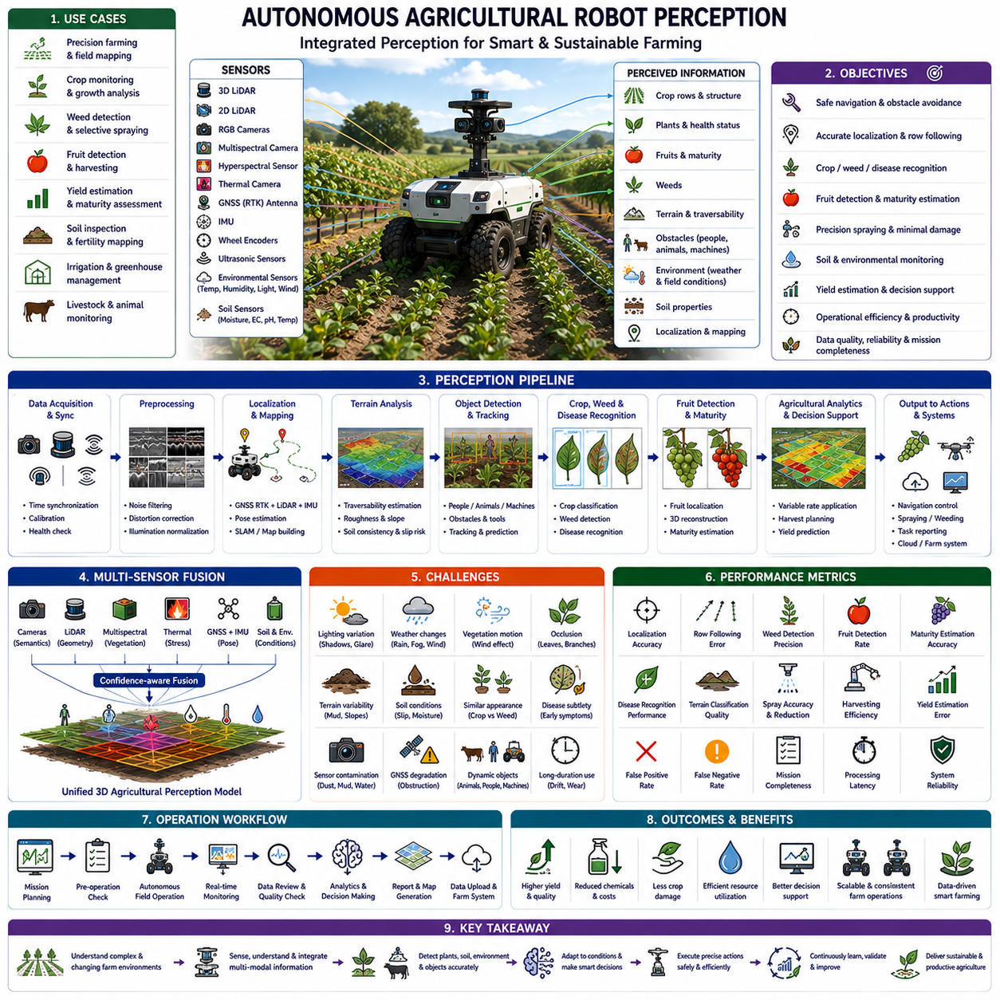 AUTONOMOUS AGRICULTURAL ROBOT PERCEPTION
Integrated Perception for Smart & Sustainable Farming
1. USE CASES
Precision farming
& field mapping
Crop monitoring
& growth analysis
Weed detection
& selective spraying
Fruit detection
& harvesting
Yield estimation
& maturity assessment
Soil inspection
& fertility mapping
Irrigation & greenhouse
management
Livestock & animal
monitoring
SENSORS
3D LiDAR
2D LiDAR
RGB Cameras
Multispectral Camera
Hyperspectral Sensor
Thermal Camera
GNSS (RTK) Antenna
IMU
Wheel Encoders
Ultrasonic Sensors
Environmental Sensors
(Temp, Humidity, Light, Wind)
Soil Sensors
(Moisture, EC, pH, Temp)
PERCEIVED INFORMATION
Crop rows & structure
Plants & health status
Fruits & maturity
Weeds
Terrain & traversability
Obstacles (people,
animals, machines)
Environment (weather
& field conditions)
Soil properties
Localization & mapping
2. OBJECTIVES
Safe navigation & obstacle avoidance
Accurate localization & row following
Crop / weed / disease recognition
Fruit detection & maturity estimation
Precision spraying & minimal damage
Soil & environmental monitoring
Yield estimation & decision support
Operational efficiency & productivity
Data quality, reliability & mission
completeness
3. PERCEPTION PIPELINE
Data Acquisition
& Sync
• Time synchronization
• Calibration
• Health check
Preprocessing
• Noise filtering
• Distortion correction
• Illumination normalization
Localization
& Mapping
• GNSS RTK + LiDAR + IMU
• Pose estimation
• SLAM / Map building
Terrain Analysis
• Traversability estimation
• Roughness & slope
• Soil consistency & slip risk
Object Detection
& Tracking
• People / Animals / Machines
• Obstacles & tools
• Tracking & prediction
Crop, Weed &
Disease Recognition
• Crop classification
• Weed detection
• Disease recognition
Fruit Detection
& Maturity
• Fruit localization
• 3D reconstruction
• Maturity estimation
Agricultural Analytics
& Decision Support
• Variable rate application
• Harvest planning
• Yield prediction
Output to Actions
& Systems
• Navigation control
• Spraying / Weeding
• Task reporting
• Cloud / Farm system
4. MULTI-SENSOR FUSION
Cameras
(Semantics)
LiDAR
(Geometry)
Multispectral
(Vegetation)
Thermal
(Stress)
GNSS + IMU
(Pose)
Soil & Env.
(Conditions)
Confidence-aware Fusion
Unified 3D Agricultural Perception Model
5. CHALLENGES
Lighting variation
(Shadows, Glare)
Weather changes
(Rain, Fog, Wind)
Vegetation motion
(Wind effect)
Occlusion
(Leaves, Branches)
Terrain variability
(Mud, Slopes)
Soil conditions
(Slip, Moisture)
Similar appearance
(Crop vs Weed)
Disease subtlety
(Early symptoms)
Sensor contamination
(Dust, Mud, Water)
GNSS degradation
(Obstruction)
Dynamic objects
(Animals, People, Machines)
Long-duration use
(Drift, Wear)
6. PERFORMANCE METRICS
Localization
Accuracy
Row Following
Error
Weed Detection
Precision
Fruit Detection
Rate
Maturity Estimation
Accuracy
Disease Recognition
Performance
Terrain Classification
Quality
Spray Accuracy
& Reduction
Harvesting
Efficiency
Yield Estimation
Error
False Positive
Rate
False Negative
Rate
Mission
Completeness
Processing
Latency
System
Reliability
7. OPERATION WORKFLOW
Mission
Planning
Pre-operation
Check
Autonomous
Field Operation
Real-time
Monitoring
Data Review &
Quality Check
Analytics &
Decision Making
Report & Map
Generation
Data Upload &
Farm System
8. OUTCOMES & BENEFITS
Higher yield
& quality
Reduced chemicals
& costs
Less crop
damage
Efficient resource
utilization
Better decision
support
Scalable & consistent
farm operations
Data-driven
smart farming
9. KEY TAKEAWAY
Understand complex &
changing farm environments
Sense, understand & integrate
multi-modal information
Detect plants, soil, environment
& objects accurately
Adapt to conditions &
make smart decisions
Execute precise actions
safely & efficiently
Continuously learn, validate
& improve
Deliver sustainable &
productive agriculture